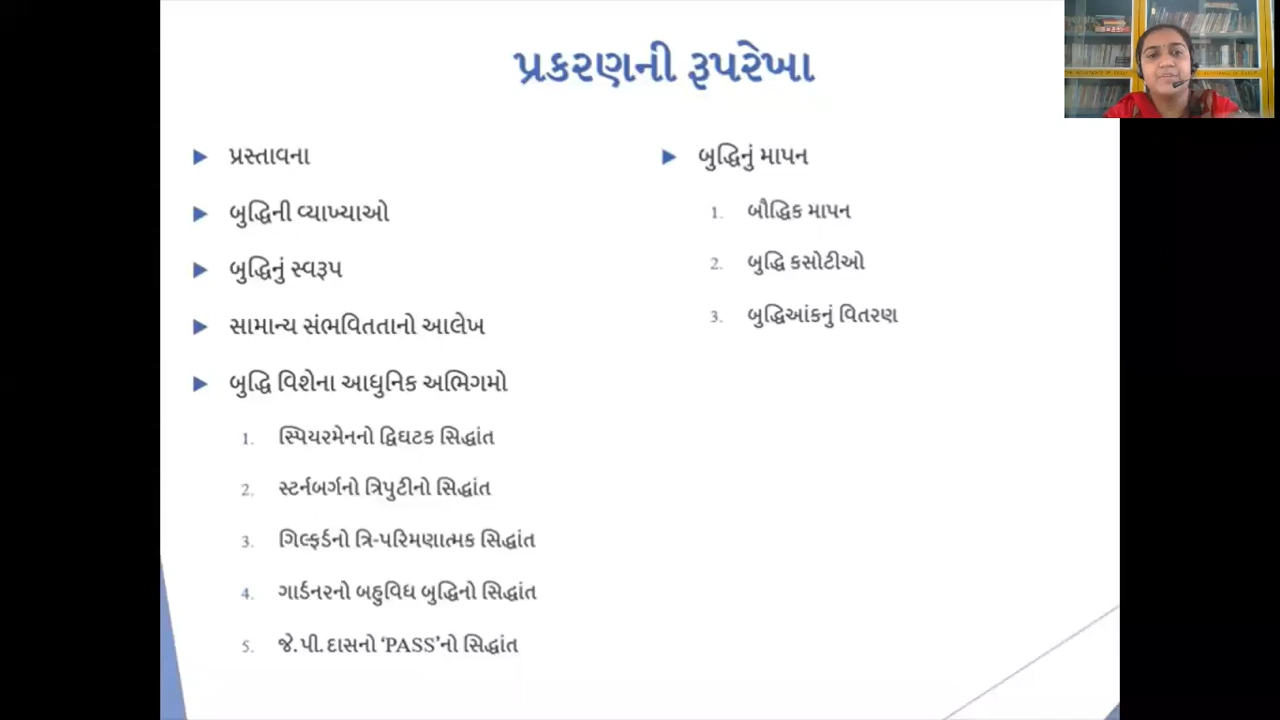 પ્રકરણની રૂપરેખા
પ્રસ્તાવના
બુદ્ધિની વ્યાખ્યાઓ
બુદ્ધિનું સ્વરૂપ
સામાન્ય સંભવિતતાનો આલેખ
બુદ્ધિ વિશેના આધુનિક અભિગમો
1. સ્પિયરમેનનો દ્વિઘટક સિદ્ધાંત
2. સ્ટર્નબર્ગનો ત્રિપુટીનો સિદ્ધાંત
3. ગિલ્ફર્ડનો ત્રિ-પરિમણાત્મક સિદ્ધાંત
4. ગાર્ડનરનો બહુવિધ બુદ્ધિનો સિદ્ધાંત
5. જે.પી. દાસનો ‘PASS’નો સિદ્ધાંત
બુદ્ધિનું માપન
1. બૌદ્ધિક માપન
2. બુદ્ધિ કસોટીઓ
3. બુદ્ધિઆંકનું વિતરણ